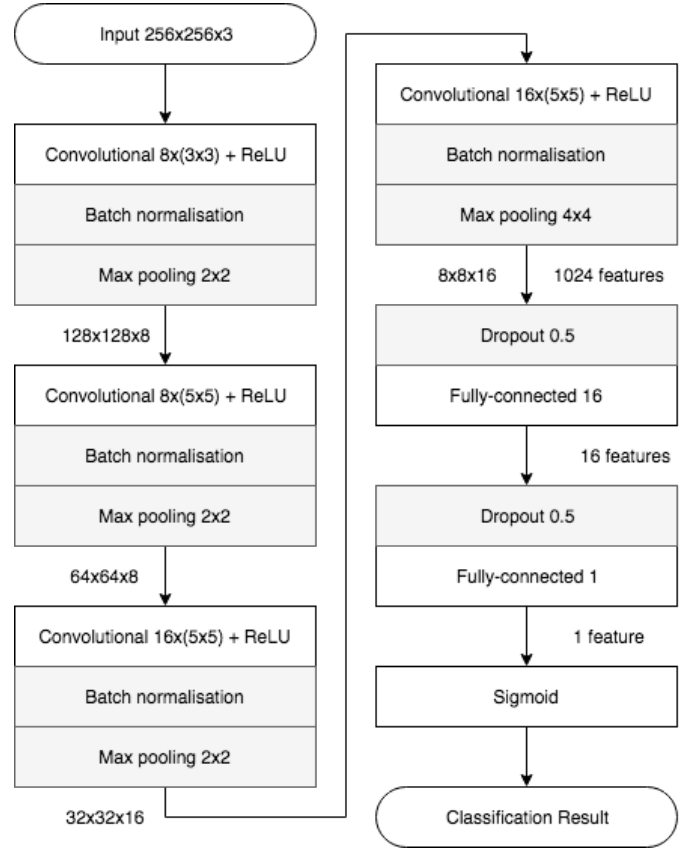 Input 256x256x3
Convolutional 8x(3x3) + ReLU
Batch normalisation
Max pooling 2x2
128x128x8
Convolutional 8x(5x5) + ReLU
Batch normalisation
Max pooling 2x2
64x64x8
Convolutional 16x(5x5) + ReLU
Batch normalisation
Max pooling 2x2
32x32x16
Convolutional 16x(5x5) + ReLU
Batch normalisation
Max pooling 4x4
8x8x16 1024 features
Dropout 0.5
Fully-connected 16
16 features
Dropout 0.5
Fully-connected 1
1 feature
Sigmoid
Classification Result